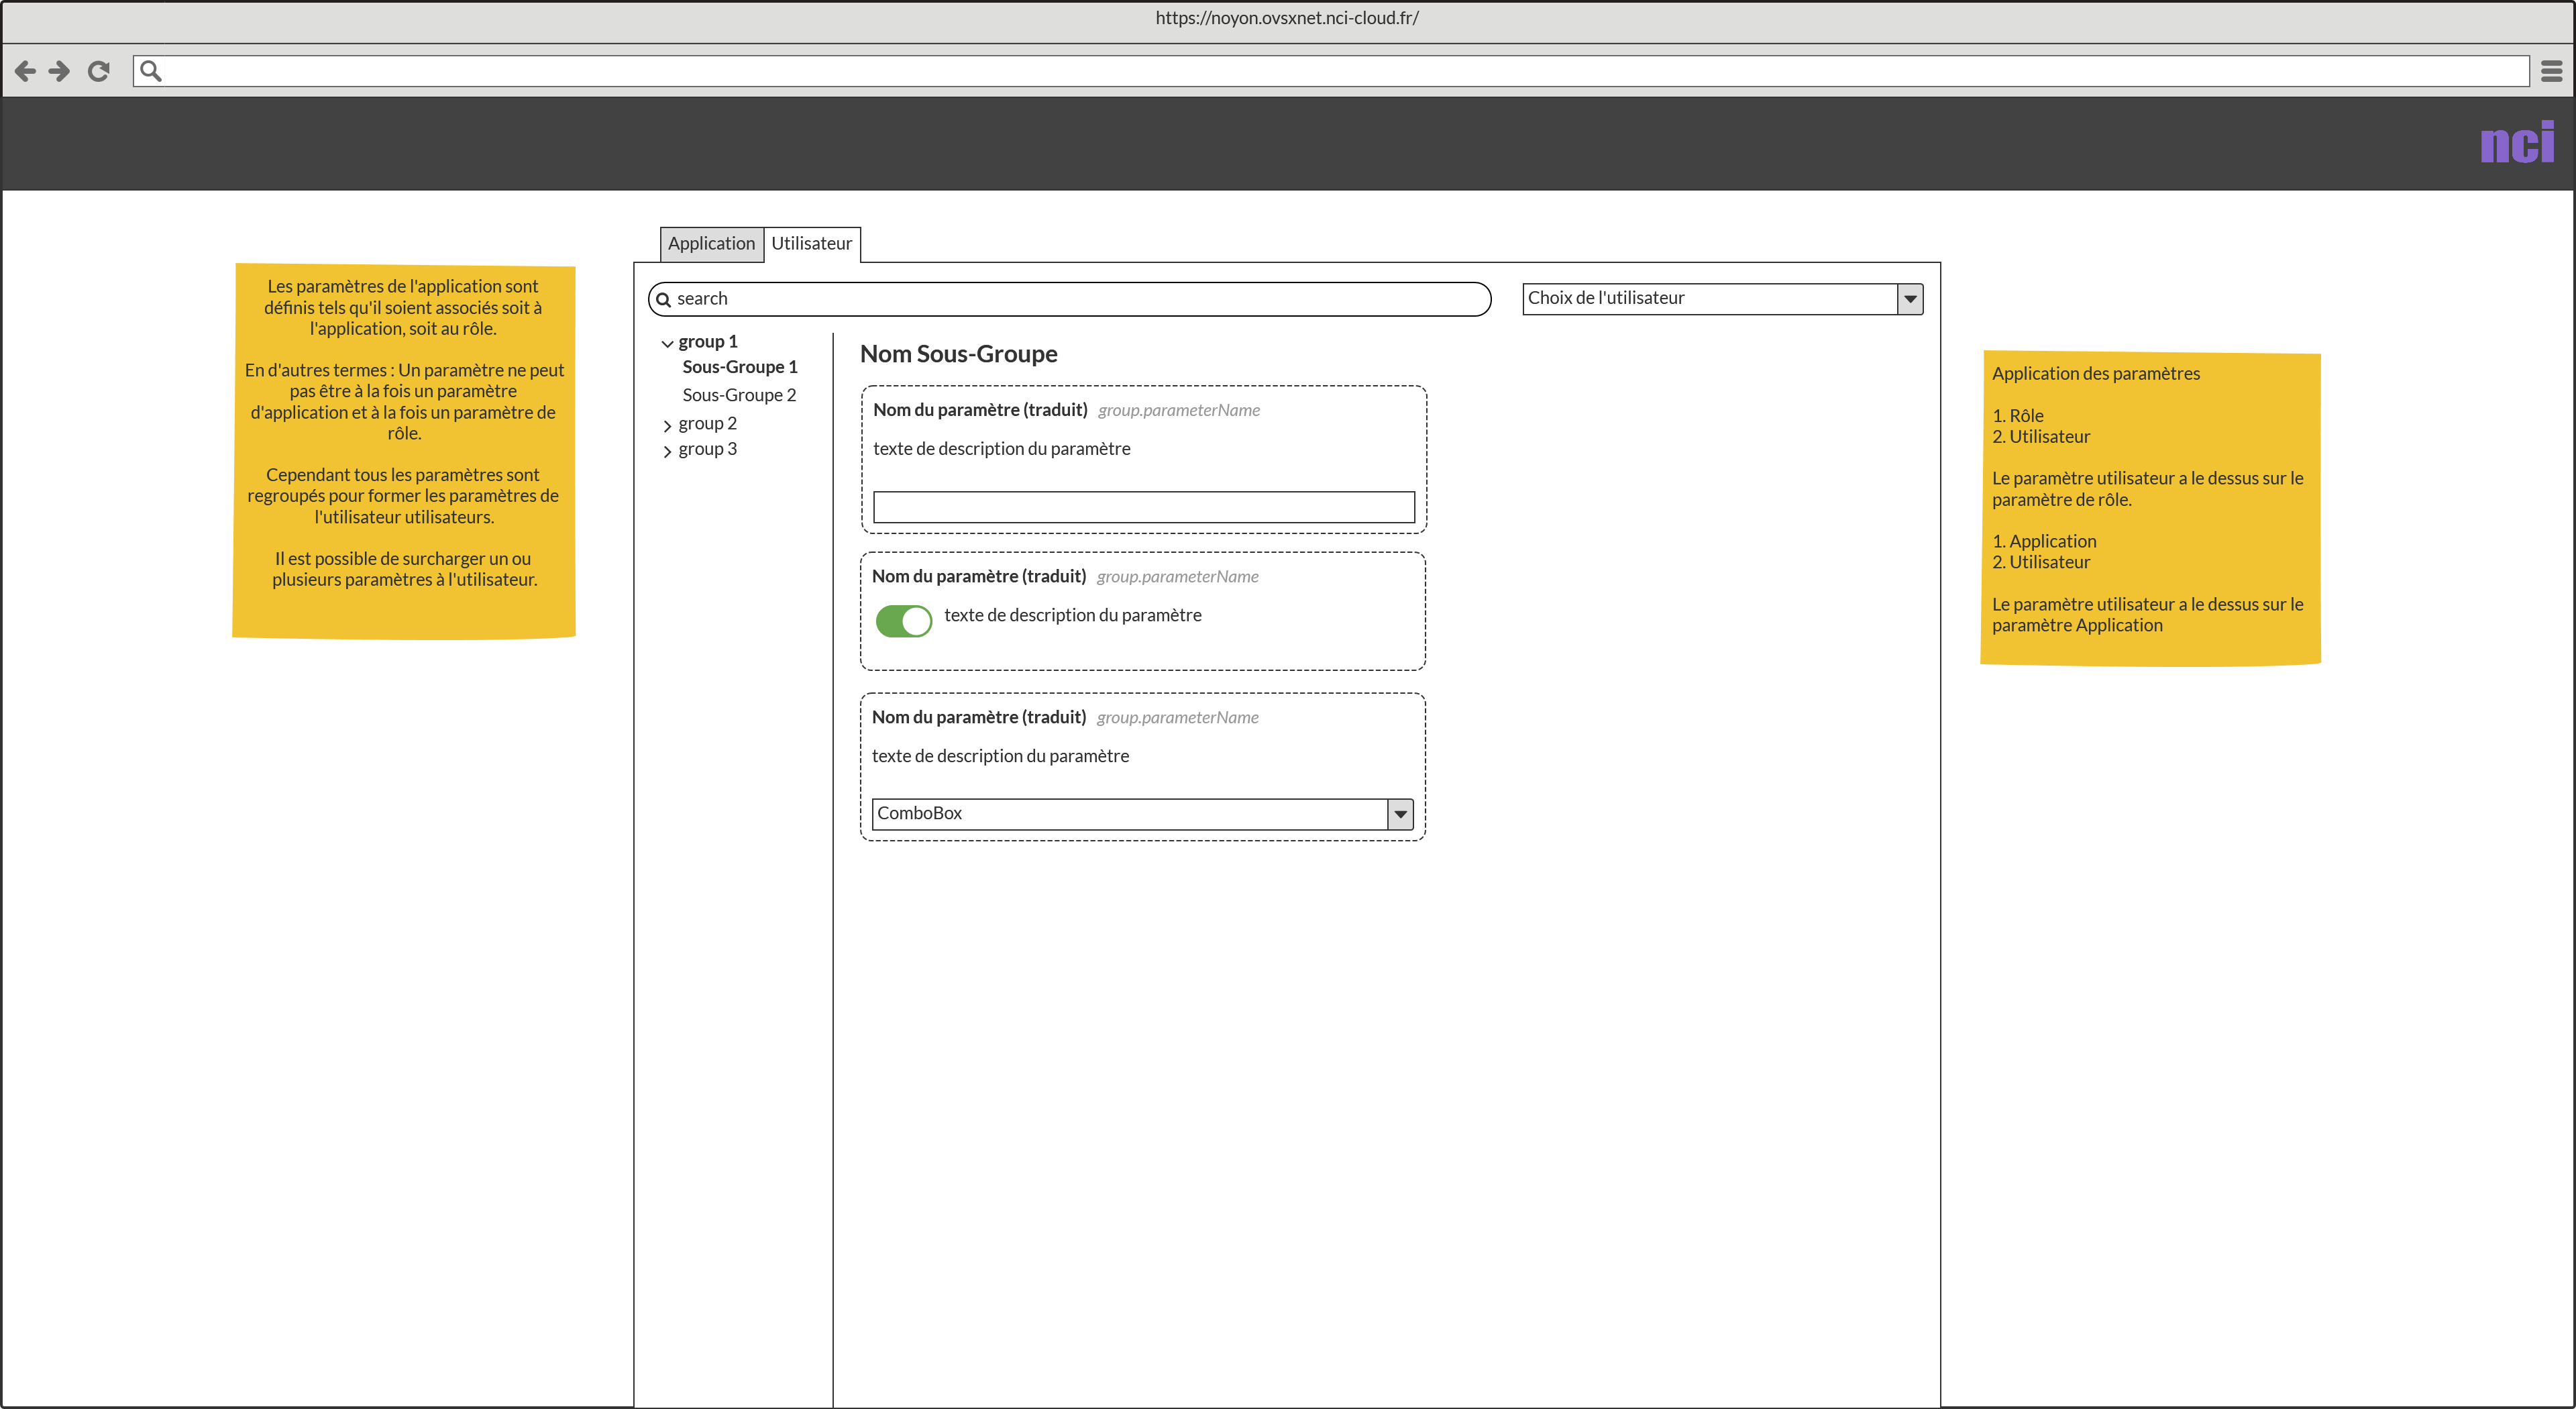 https://noyon.ovsxnet.nci-cloud.fr/
nci
Application
Utilisateur
Les paramètres de l'application sont
définis tels qu'il soient associés soit à
l'application, soit au rôle.
En d'autres termes : Un paramètre ne peut
pas être à la fois un paramètre
d'application et à la fois un paramètre de
rôle.
Cependant tous les paramètres sont
regroupés pour former les paramètres de
l'utilisateur utilisateurs.
Il est possible de surcharger un ou
plusieurs paramètres à l'utilisateur.
search
Choix de l'utilisateur
group 1
Sous-Groupe 1
Sous-Groupe 2
group 2
group 3
Nom Sous-Groupe
Nom du paramètre (traduit) group.parameterName
texte de description du paramètre
Nom du paramètre (traduit) group.parameterName
texte de description du paramètre
Nom du paramètre (traduit) group.parameterName
texte de description du paramètre
ComboBox
Application des paramètres
1. Rôle
2. Utilisateur
Le paramètre utilisateur a le dessus sur le
paramètre de rôle.
1. Application
2. Utilisateur
Le paramètre utilisateur a le dessus sur le
paramètre Application